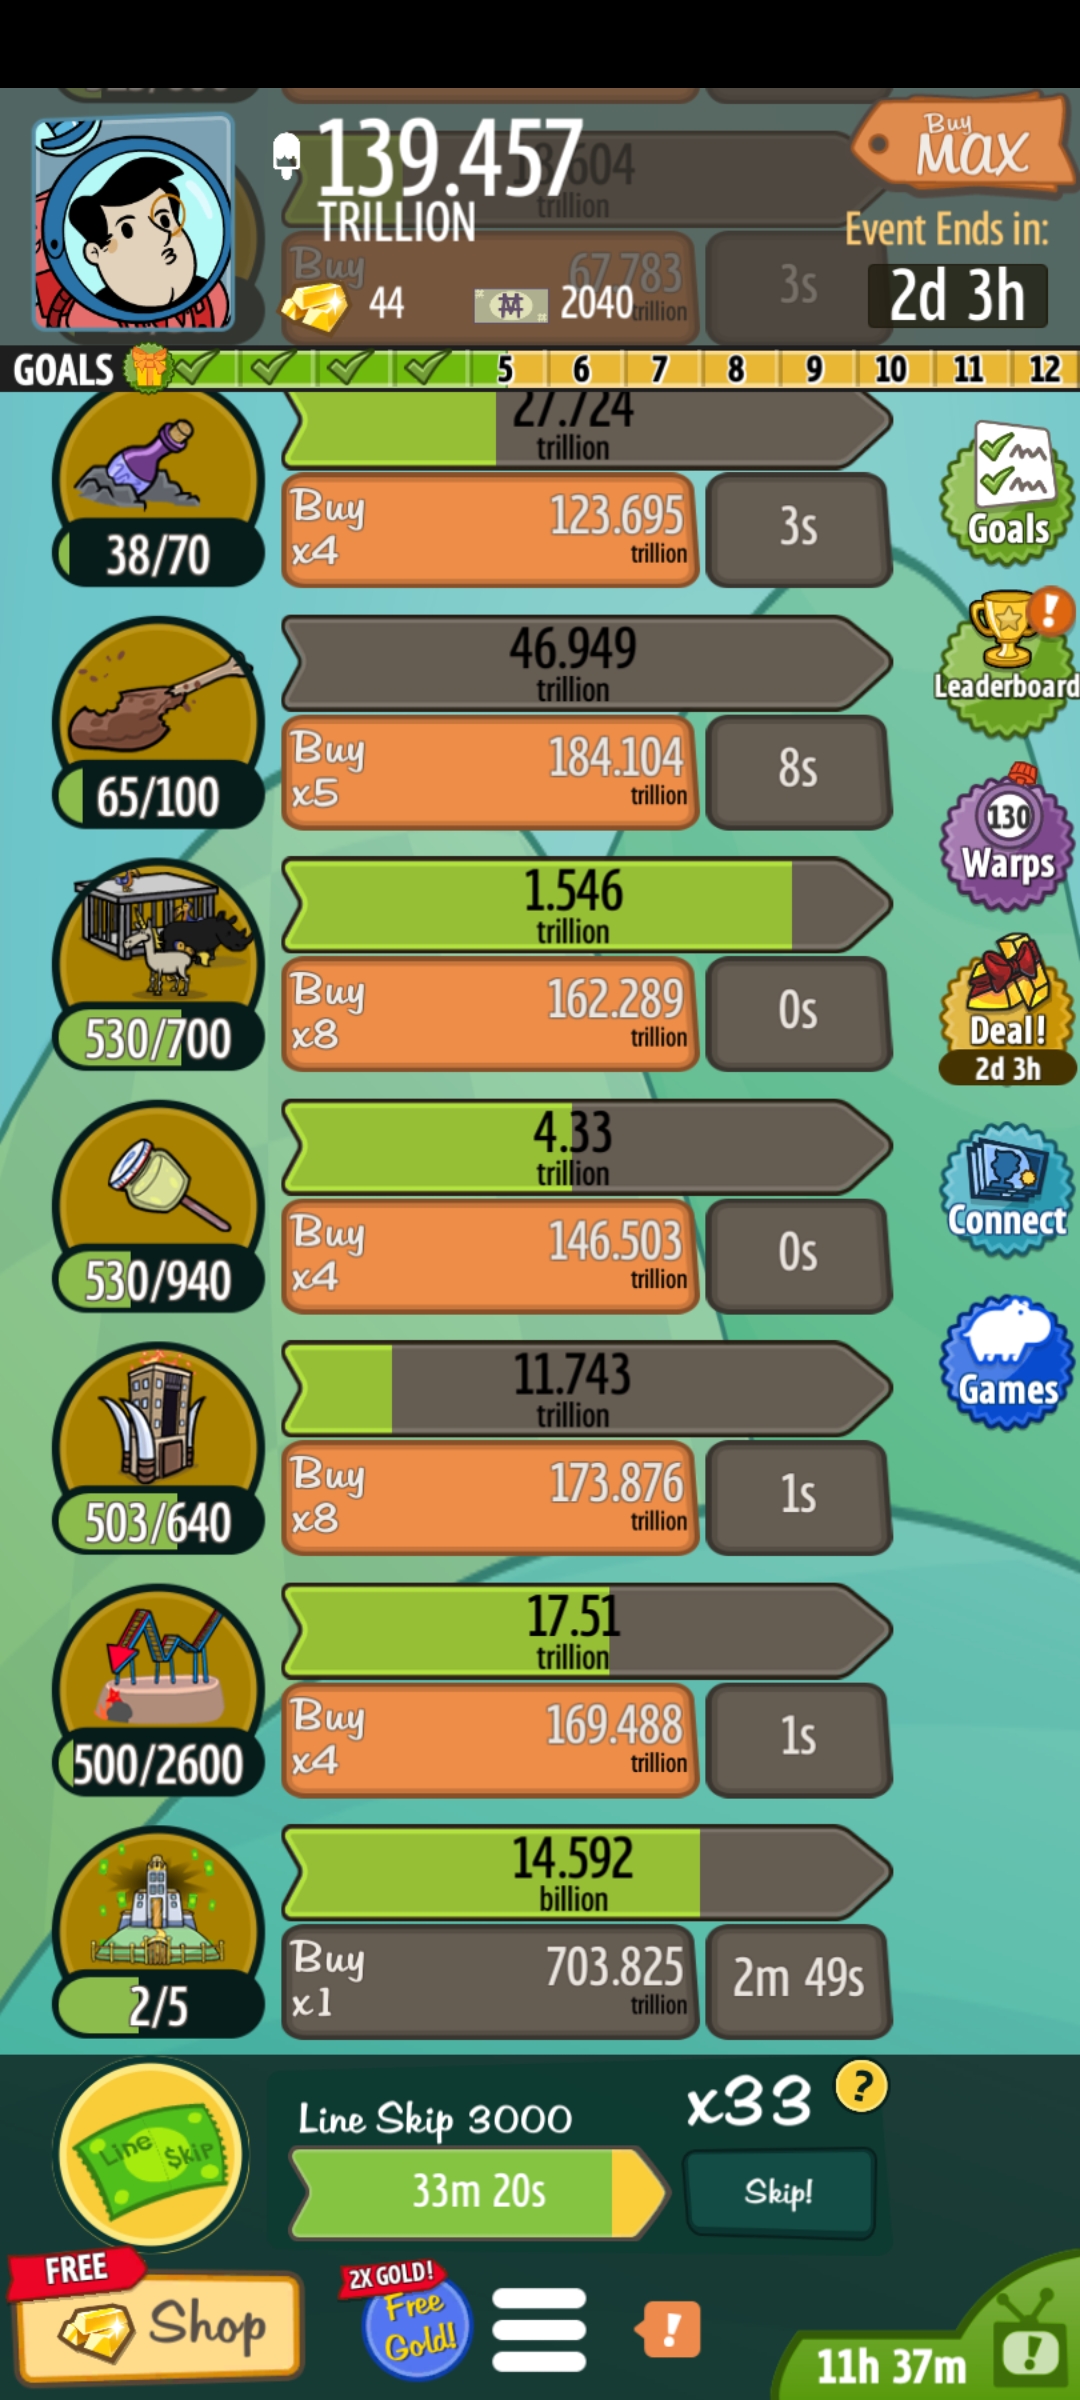 139.457
TRILLION
Buy
MAX
Event Ends in:
2d 3h
trillion
Buy
67.783
trillion
3s
44
2040
GOALS
5
6
7
8
9
10
11
12
27.724
trillion
Buy
x4
123.695
trillion
3s
38/70
Goals
46.949
trillion
Buy
x5
184.104
trillion
8s
65/100
Leaderboard
130
Warps
1.546
trillion
Buy
x8
162.289
trillion
0s
530/700
Deal!
2d 3h
4.33
trillion
Buy
x4
146.503
trillion
0s
530/940
Connect
11.743
trillion
Buy
x8
173.876
trillion
1s
503/640
Games
17.51
trillion
Buy
x4
169.488
trillion
1s
500/2600
14.592
billion
Buy
x1
703.825
trillion
2m 49s
2/5
Line $kip
Line Skip 3000
x33
?
33m 20s
Skip!
FREE
Shop
2X GOLD!
Free
Gold!
!
11h 37m
!